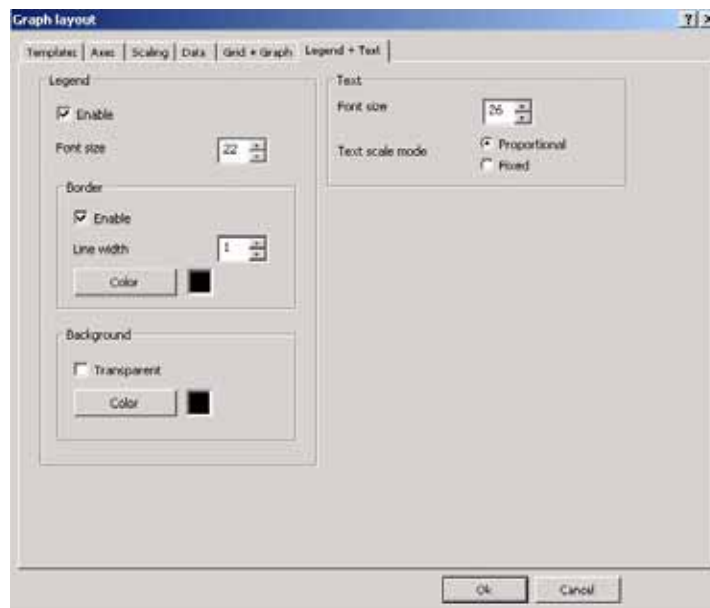 Graph layout
Templates Axes Scaling Data Grid + Graph Legend + Text
Legend
Enable
Font size 22
Border
Enable
Line width 1
Color
Background
Transparent
Color
Text
Font size 26
Text scale mode Proportional
Fixed
Ok Cancel